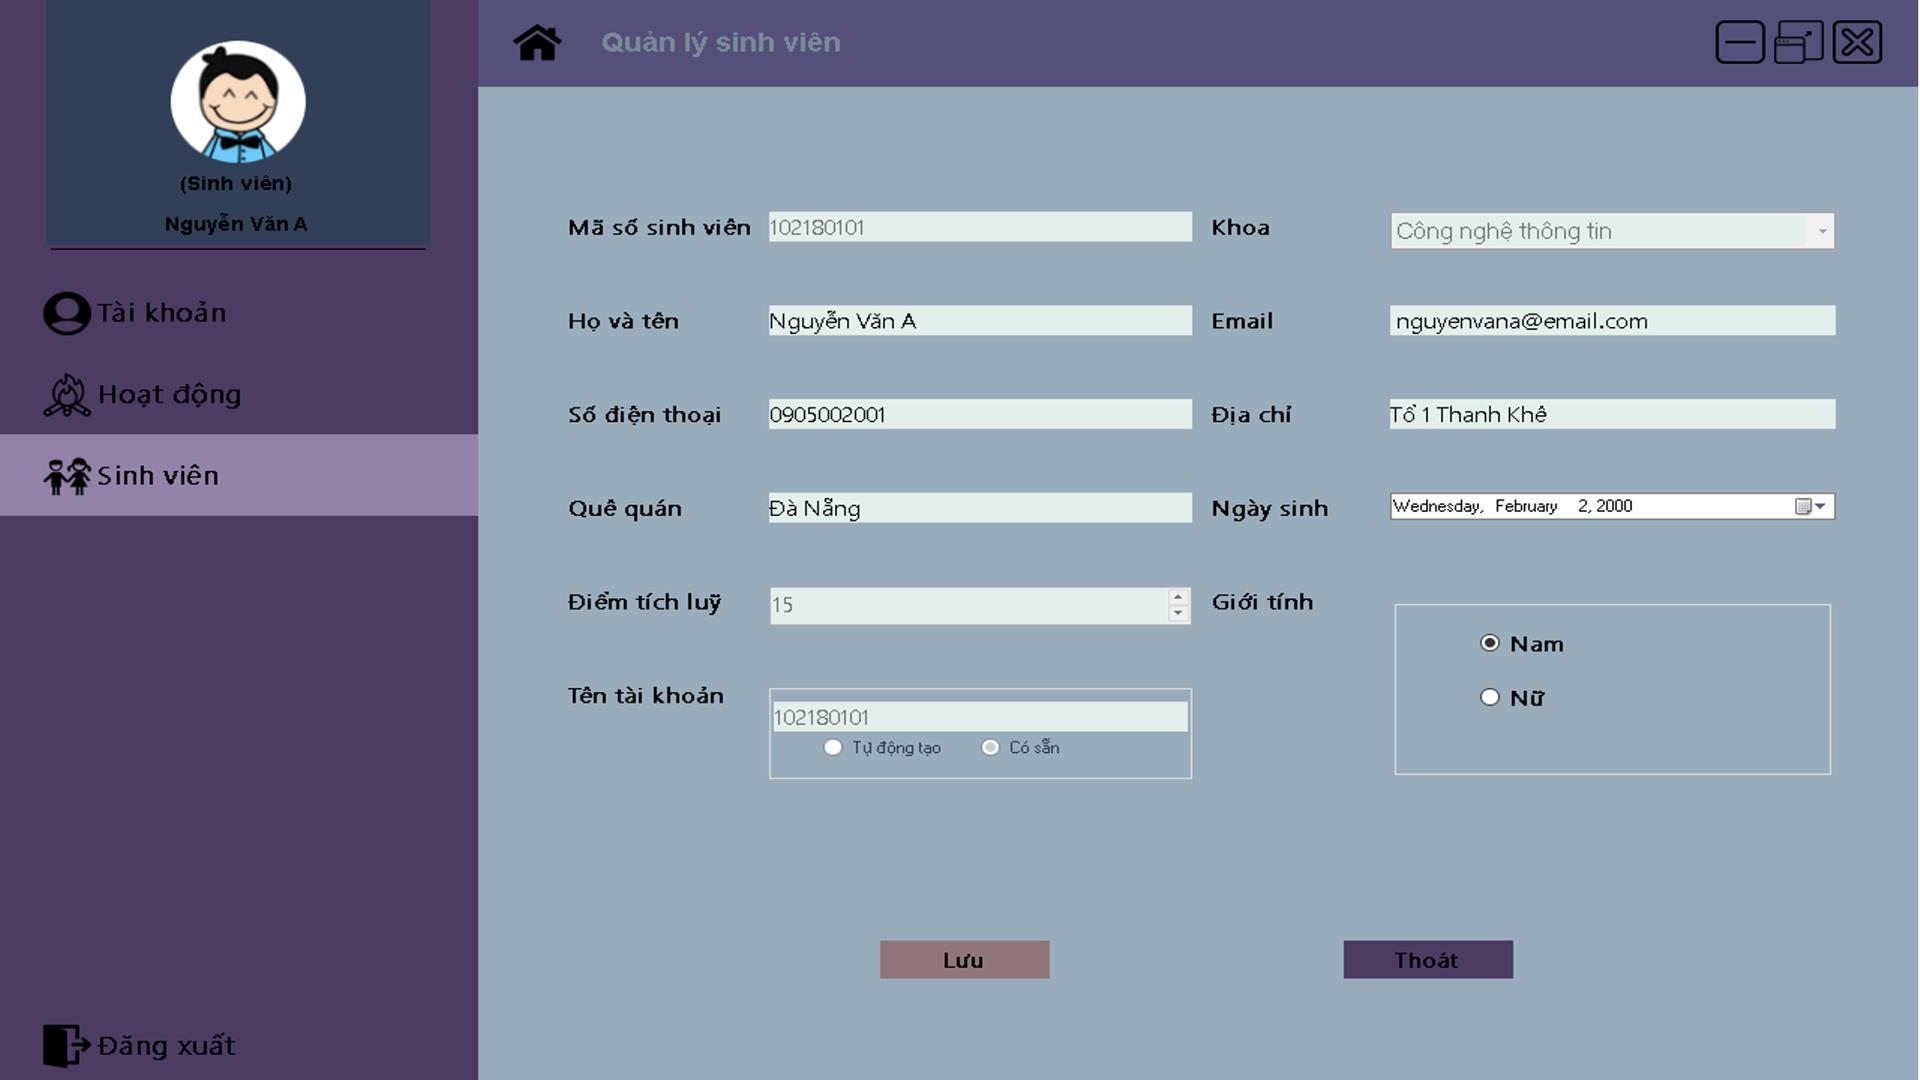 Quản lý sinh viên
(Sinh viên)
Nguyễn Văn A
Tài khoản
Hoạt động
Sinh viên
Đăng xuất
Mã số sinh viên 102180101 Khoa Công nghệ thông tin
Họ và tên Nguyễn Văn A Email nguyenvana@email.com
Số điện thoại 0905002001 Địa chỉ Tổ 1 Thanh Khê
Quê quán Đà Nẵng Ngày sinh Wednesday, February 2, 2000
Điểm tích luỹ 15 Giới tính
Nam
Nữ
Tên tài khoản 102180101
Tự động tạo Có sẵn
Lưu Thoát